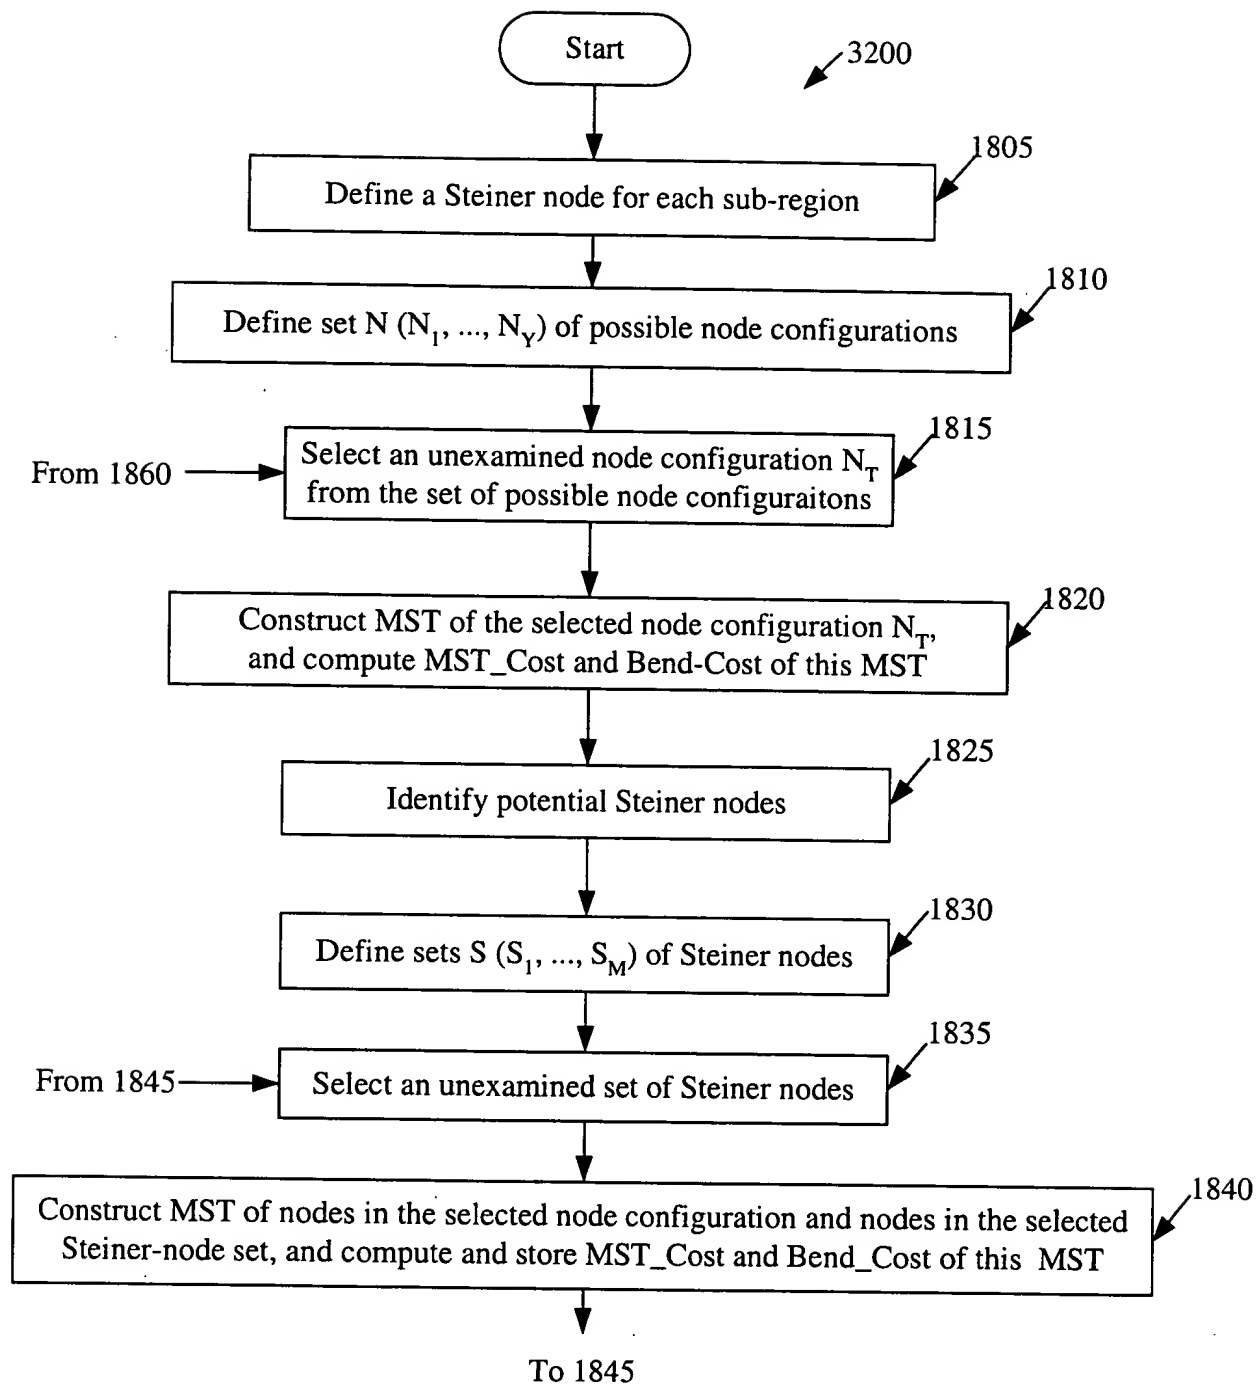 Start
3200
1805
Define a Steiner node for each sub-region
1810
Define set N (N₁, ..., N_Y) of possible node configurations
1815
From 1860
Select an unexamined node configuration N_T
from the set of possible node configuraitons
1820
Construct MST of the selected node configuration N_T,
and compute MST_Cost and Bend-Cost of this MST
1825
Identify potential Steiner nodes
1830
Define sets S (S₁, ..., S_M) of Steiner nodes
1835
From 1845
Select an unexamined set of Steiner nodes
1840
Construct MST of nodes in the selected node configuration and nodes in the selected
Steiner-node set, and compute and store MST_Cost and Bend_Cost of this MST
To 1845